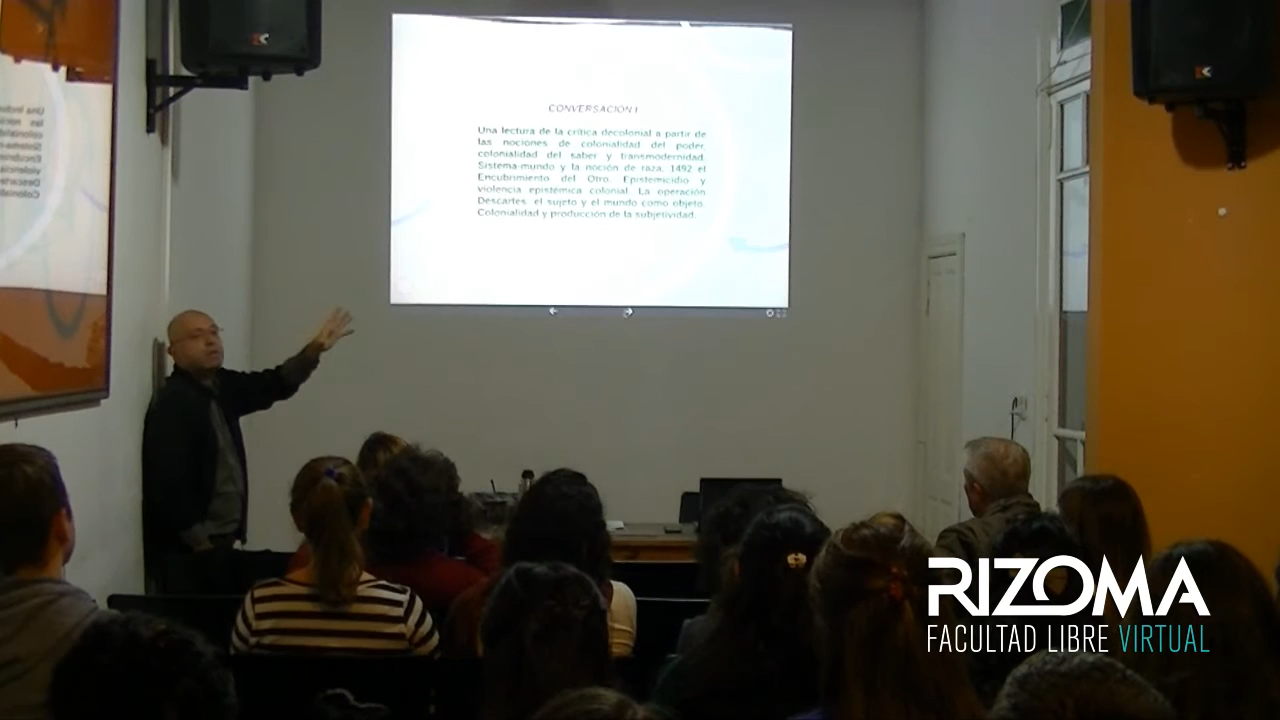 CONVERSACIÓN I
Una lectura de la crítica decolonial a partir de
las nociones de colonialidad del poder,
colonialidad del saber y transmodernidad.
Sistema-mundo y la noción de raza. 1492 el
Encubrimiento del Otro. Epistemicidio y
violencia epistémica colonial. La operación
Descartes: el sujeto y el mundo como objeto.
Colonialidad y producción de la subjetividad.
RIZOMA
FACULTAD LIBRE VIRTUAL